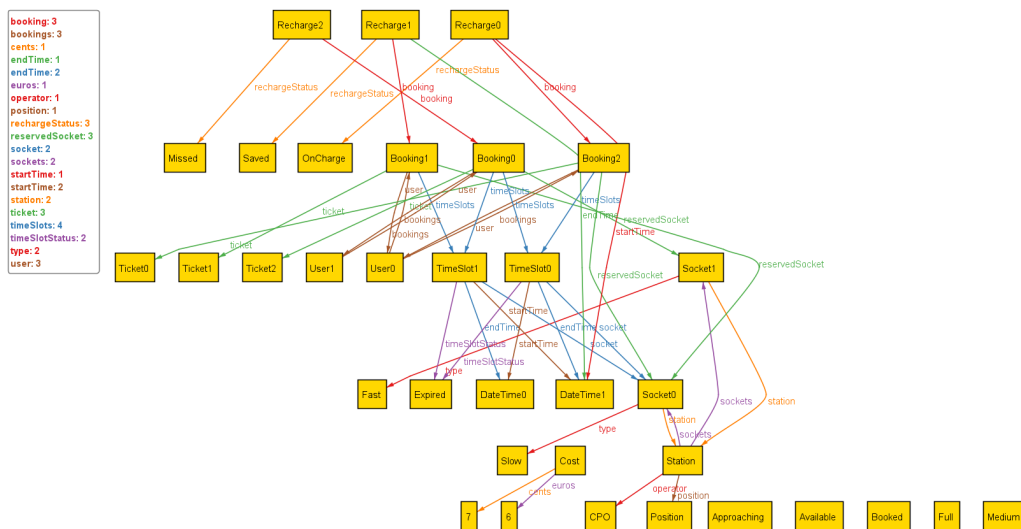 booking: 3
bookings: 3
cents: 1
endTime: 1
endTime: 2
euros: 1
operator: 1
position: 1
rechargeStatus: 3
reservedSocket: 3
socket: 2
sockets: 2
startTime: 1
startTime: 2
station: 2
ticket: 3
timeSlots: 4
timeSlotStatus: 2
type: 2
user: 3
Recharge2
Recharge1
Recharge0
rechargeStatus
rechargeStatus
rechargeStatus
booking
booking
booking
Missed
Saved
OnCharge
Booking1
Booking0
Booking2
user
user
timeSlots
timeSlots
timeSlots
ticket
ticket
ticket
bookings
bookings
bookings
user
endTime
reservedSocket
startTime
Ticket0
Ticket1
Ticket2
User1
User0
TimeSlot1
TimeSlot0
Socket1
reservedSocket
reservedSocket
startTime
endTime
endTime
socket
timeSlotStatus
startTime
socket
timeSlotStatus
type
Fast
Expired
DateTime0
DateTime1
Socket0
sockets
station
station
type
sockets
Slow
Cost
Station
cents
euros
operator
position
7
6
CPO
Position
Approaching
Available
Booked
Full
Medium